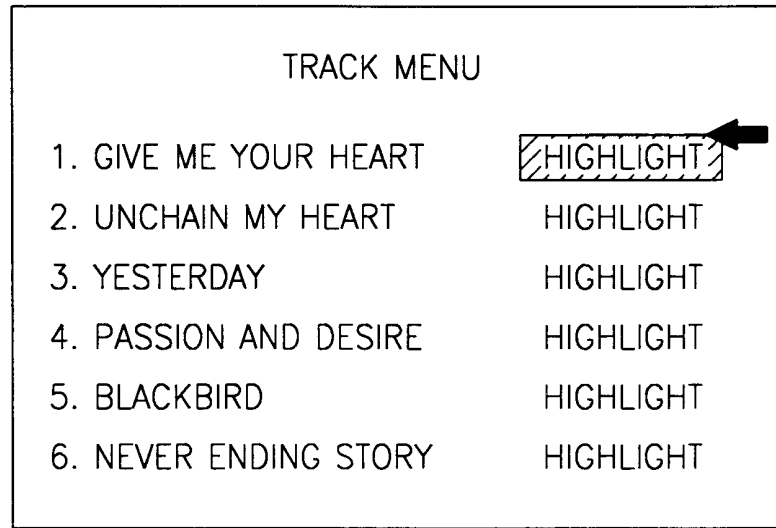 TRACK MENU
1. GIVE ME YOUR HEART HIGHLIGHT
2. UNCHAIN MY HEART HIGHLIGHT
3. YESTERDAY HIGHLIGHT
4. PASSION AND DESIRE HIGHLIGHT
5. BLACKBIRD HIGHLIGHT
6. NEVER ENDING STORY HIGHLIGHT